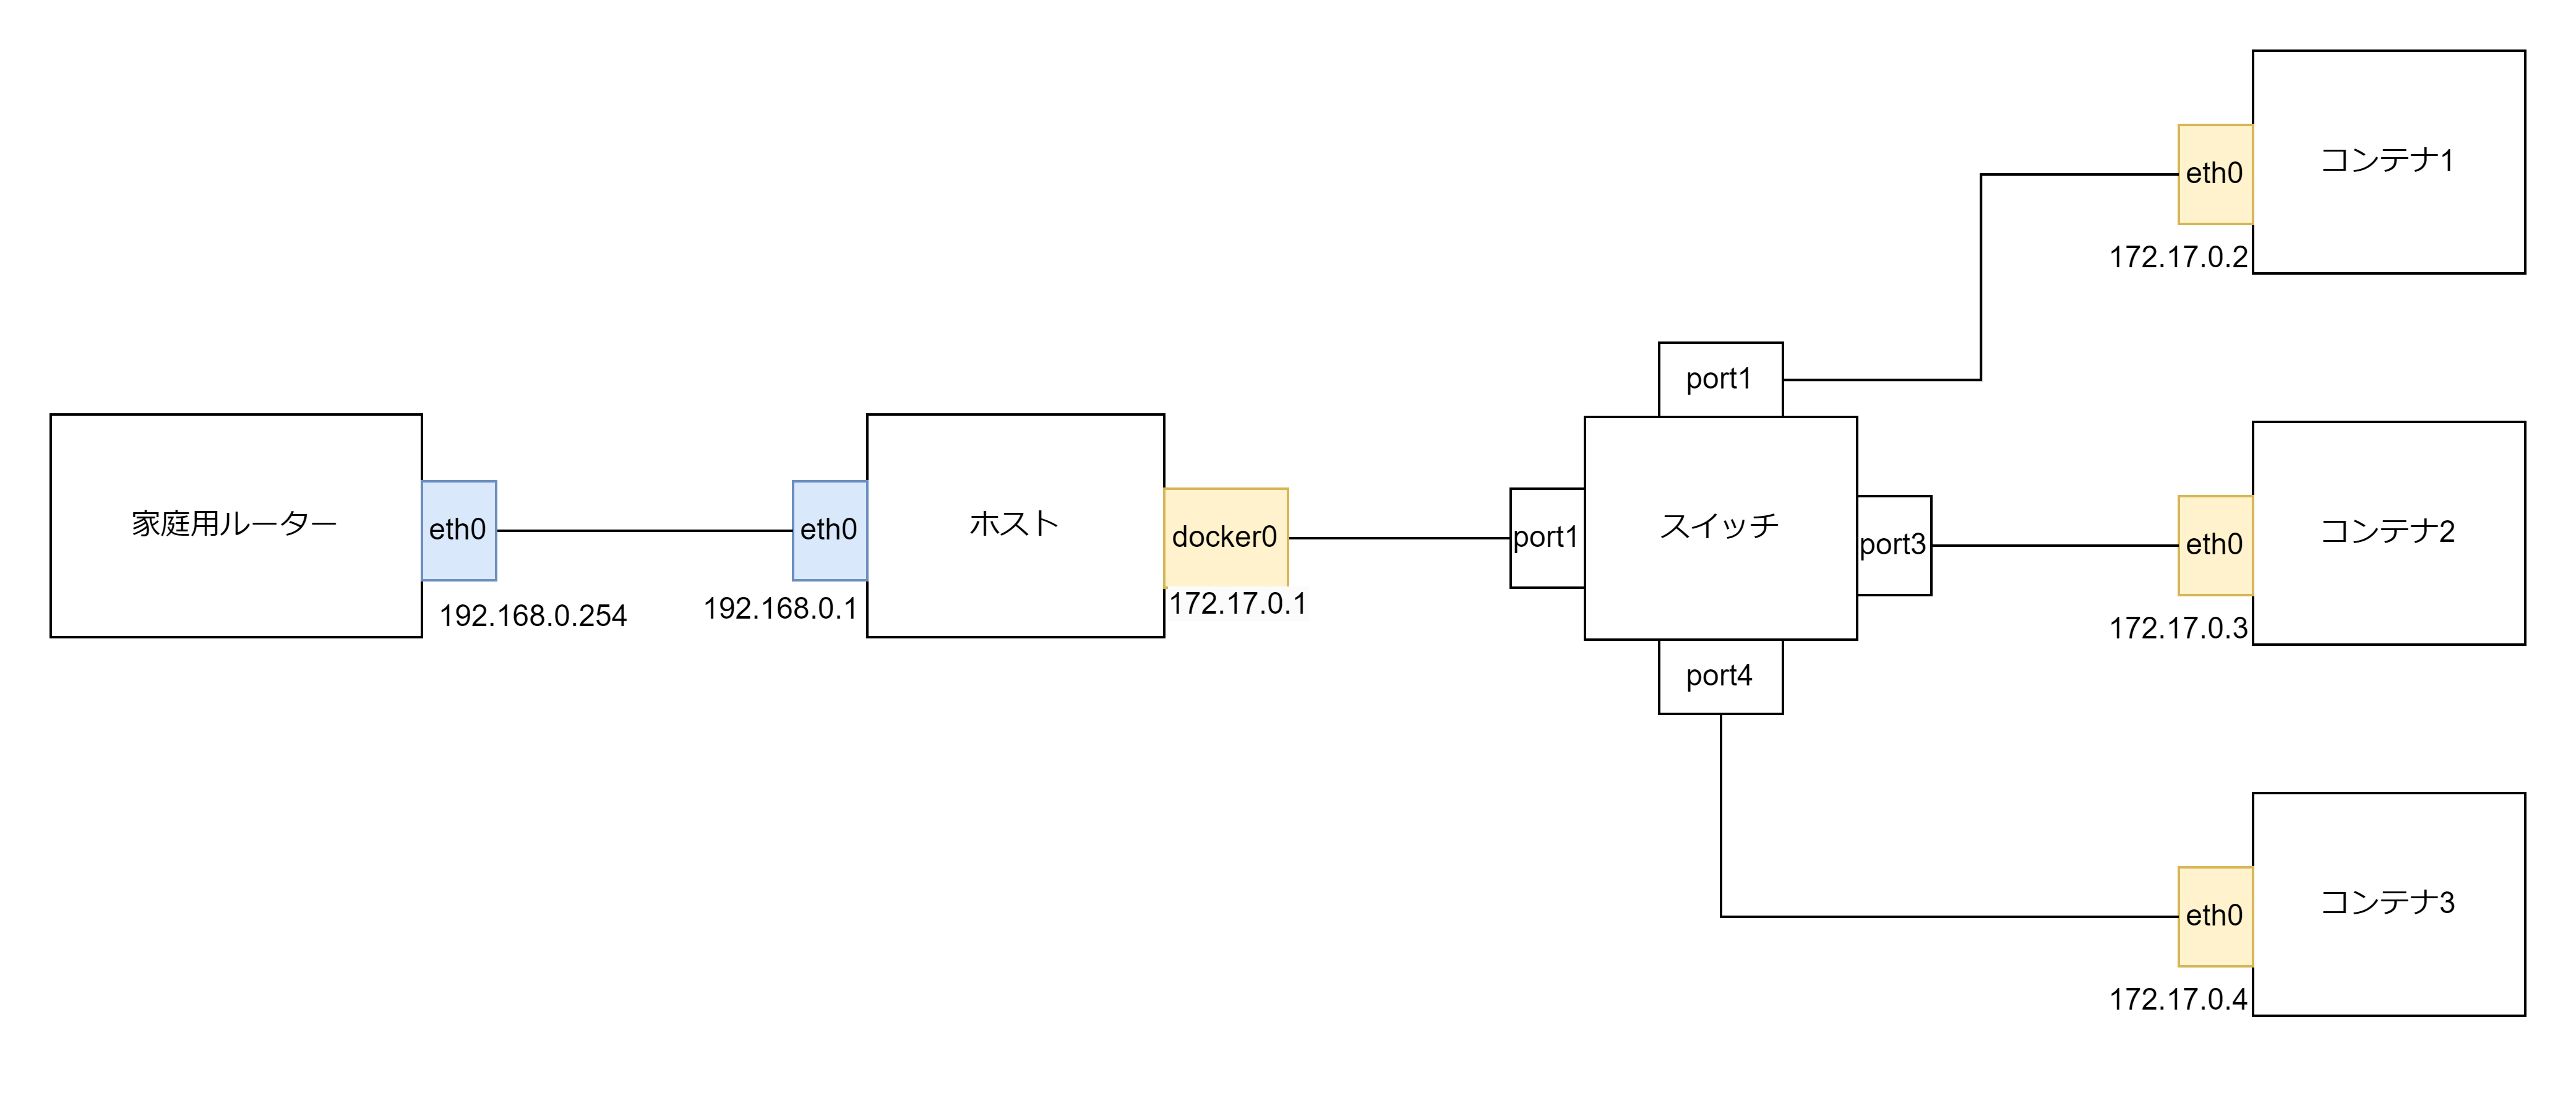 家庭用ルーター
eth0
192.168.0.254
eth0
192.168.0.1
ホスト
docker0
172.17.0.1
port1
port1
スイッチ
port3
port4
eth0
コンテナ1
172.17.0.2
eth0
コンテナ2
172.17.0.3
eth0
コンテナ3
172.17.0.4